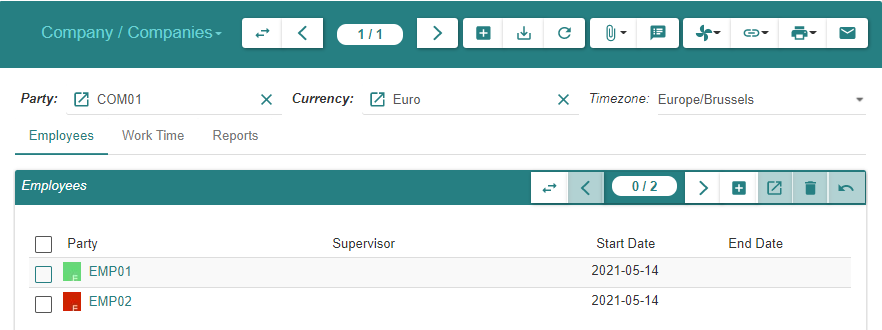 Company / Companies
1 / 1
Party: COM01 Currency: Euro Timezone: Europe/Brussels
Employees Work Time Reports
Employees 0 / 2
Party Supervisor Start Date End Date
E EMP01 2021-05-14
E EMP02 2021-05-14